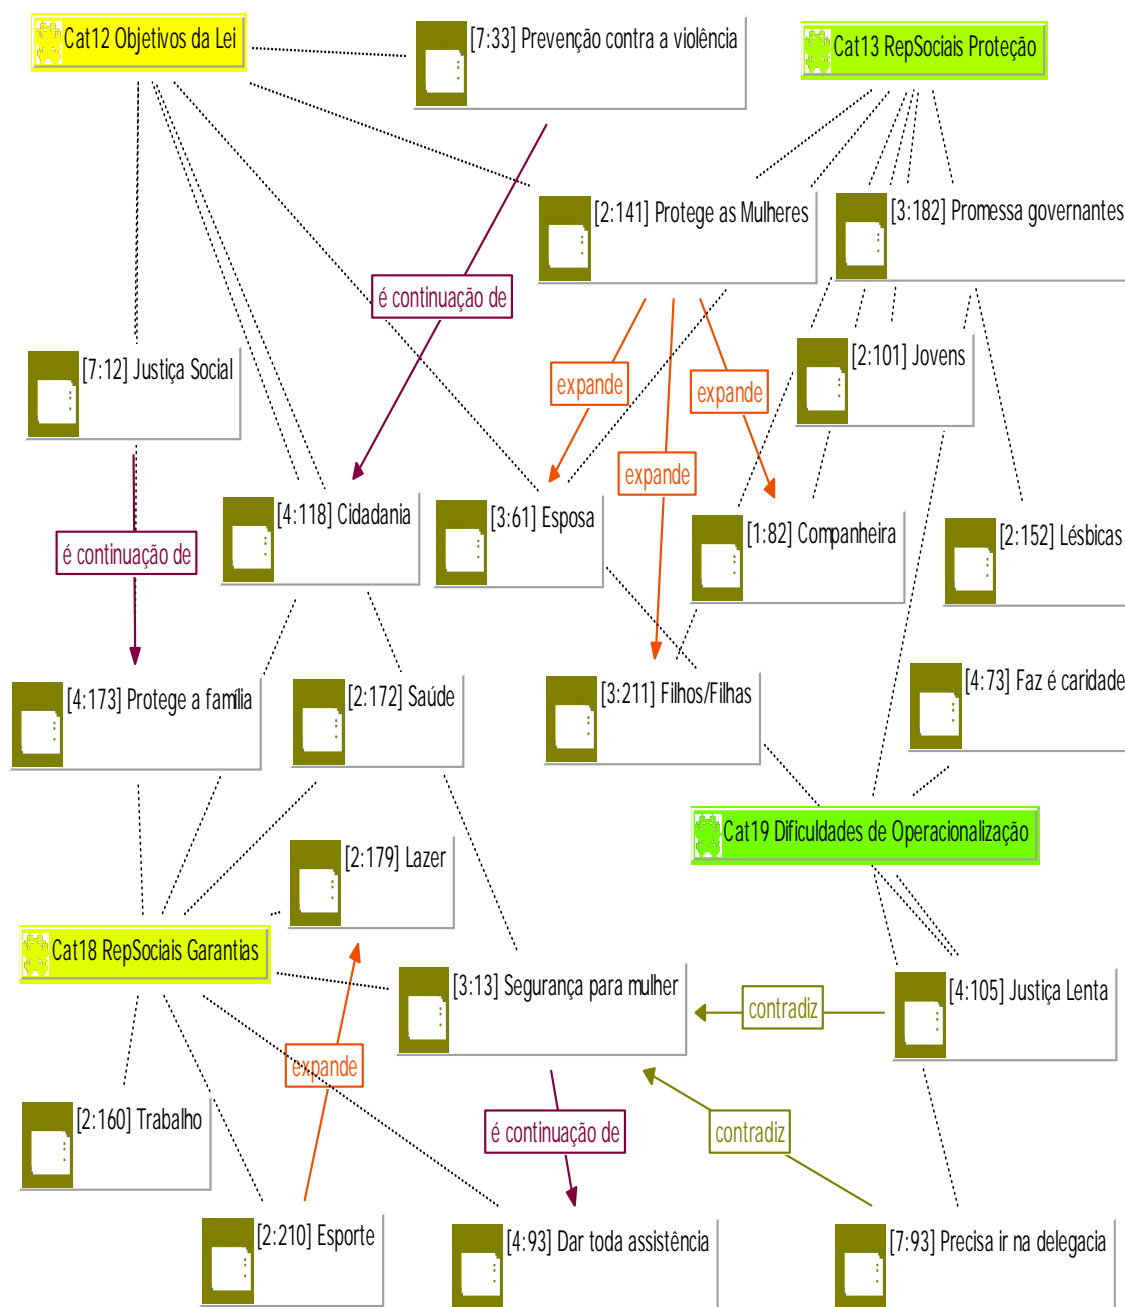 Cat12 Objetivos da Lei
[7:33] Prevenção contra a violência
Cat13 RepSociais Proteção
[2:141] Protege as Mulheres
[3:182] Promessa governantes
é continuação de
[7:12] Justiça Social
[2:101] Jovens
expande
expande
expande
[4:118] Cidadania
[3:61] Esposa
[1:82] Companheira
[2:152] Lésbicas
é continuação de
[4:173] Protege a família
[2:172] Saúde
[3:211] Filhos/Filhas
[4:73] Faz é caridade
Cat19 Dificuldades de Operacionalização
[2:179] Lazer
Cat18 RepSociais Garantias
[3:13] Segurança para mulher
[4:105] Justiça Lenta
contradiz
expande
[2:160] Trabalho
é continuação de
contradiz
[2:210] Esporte
[4:93] Dar toda assistência
[7:93] Precisa ir na delegacia